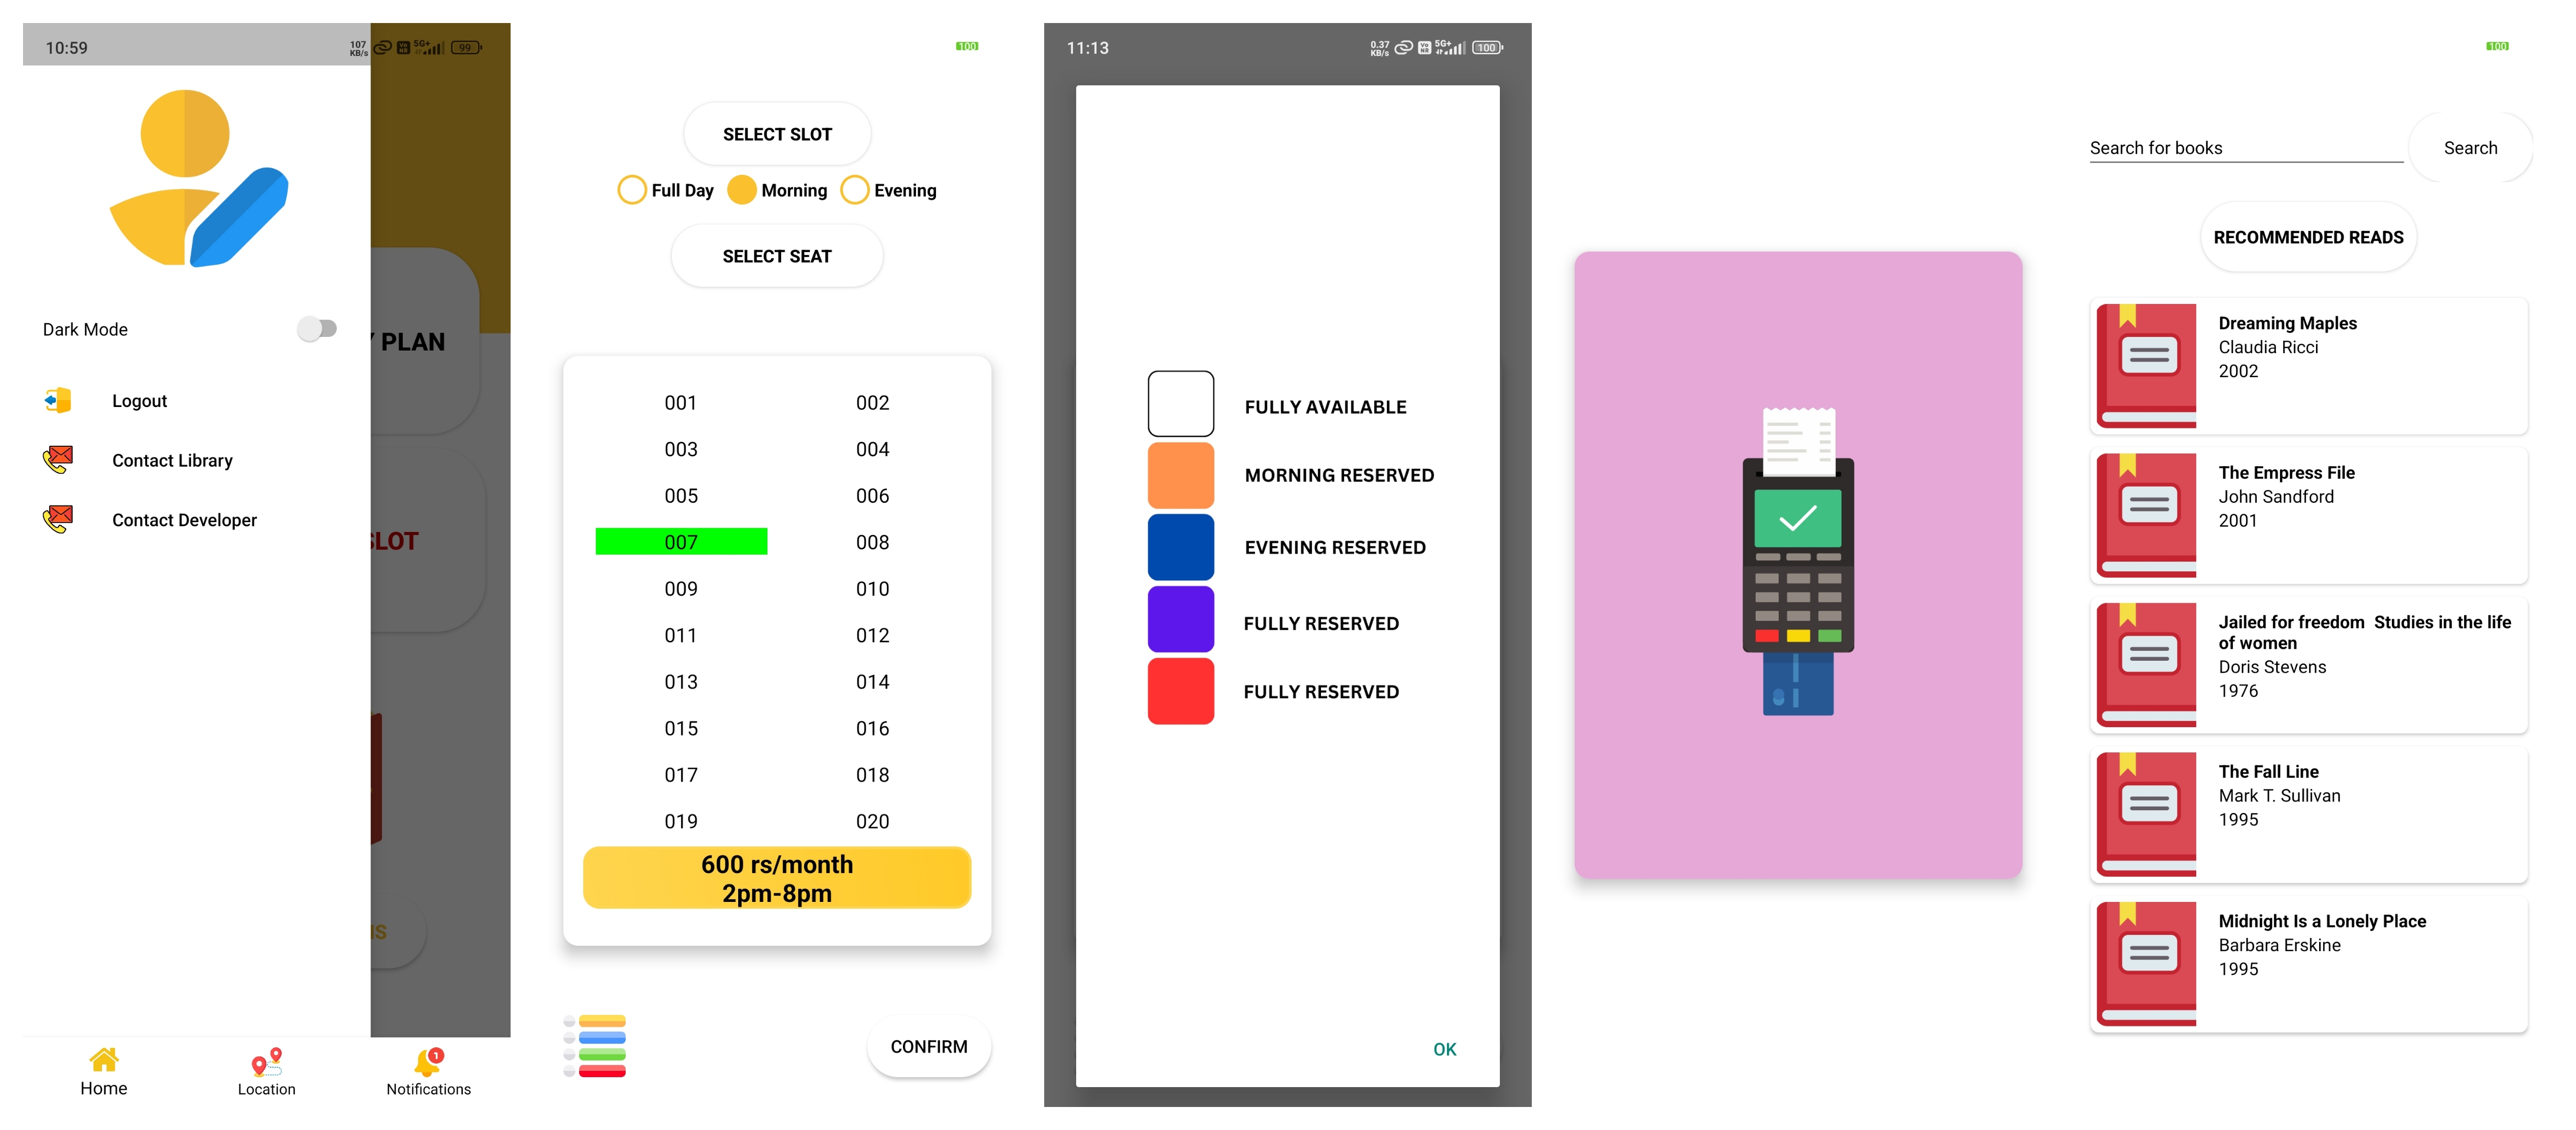 10:59
107
KB/s
5G+
99
PLAN
SLOT
Dark Mode
Logout
Contact Library
Contact Developer
Home
Location
1
Notifications
100
SELECT SLOT
Full Day
Morning
Evening
SELECT SEAT
001
002
003
004
005
006
007
008
009
010
011
012
013
014
015
016
017
018
019
020
600 rs/month
2pm-8pm
CONFIRM
11:13
0.37
KB/s
5G+
100
FULLY AVAILABLE
MORNING RESERVED
EVENING RESERVED
FULLY RESERVED
FULLY RESERVED
OK
100
Search for books
Search
RECOMMENDED READS
Dreaming Maples
Claudia Ricci
2002
The Empress File
John Sandford
2001
Jailed for freedom  Studies in the life
of women
Doris Stevens
1976
The Fall Line
Mark T. Sullivan
1995
Midnight Is a Lonely Place
Barbara Erskine
1995